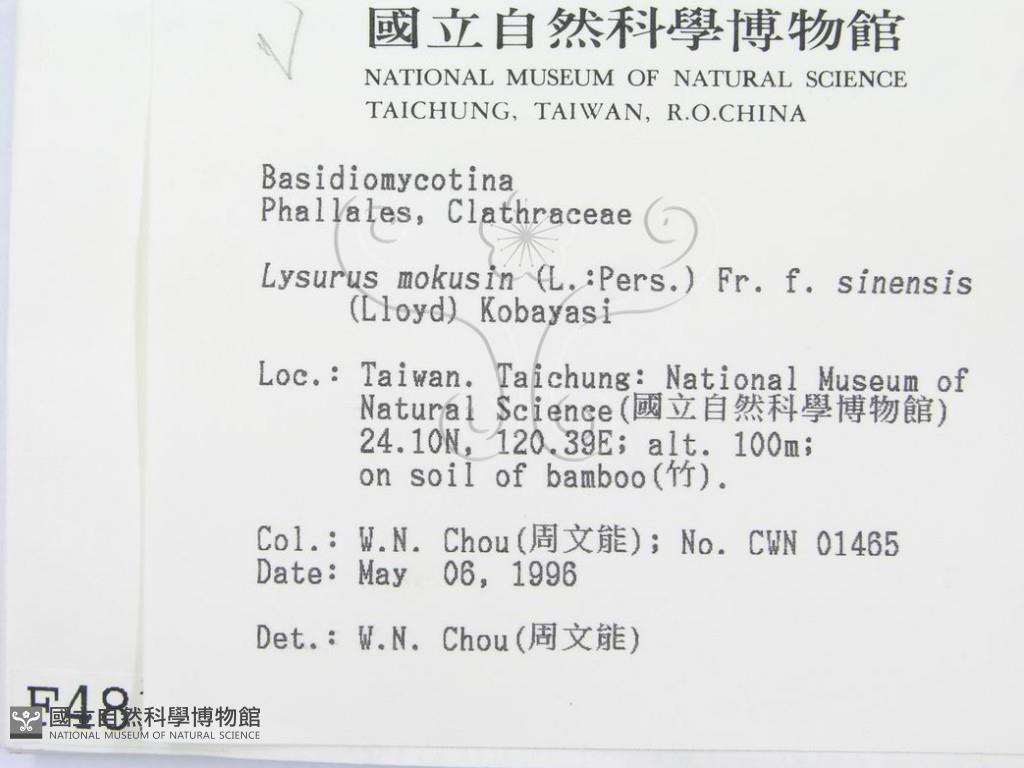 國立自然科學博物館
NATIONAL MUSEUM OF NATURAL SCIENCE
TAICHUNG, TAIWAN, R.O.CHINA
Basidiomycotina
Phallales, Clathraceae
Lysurus mokusin (L.:Pers.) Fr. f. sinensis
(Lloyd) Kobayasi
Loc.: Taiwan. Taichung: National Museum of
Natural Science(國立自然科學博物館)
24.10N, 120.39E; alt. 100m;
on soil of bamboo(竹).
Col.: W.N. Chou(周文能); No. CWN 01465
Date: May 06, 1996
Det.: W.N. Chou(周文能)
國立自然科學博物館
NATIONAL MUSEUM OF NATURAL SCIENCE